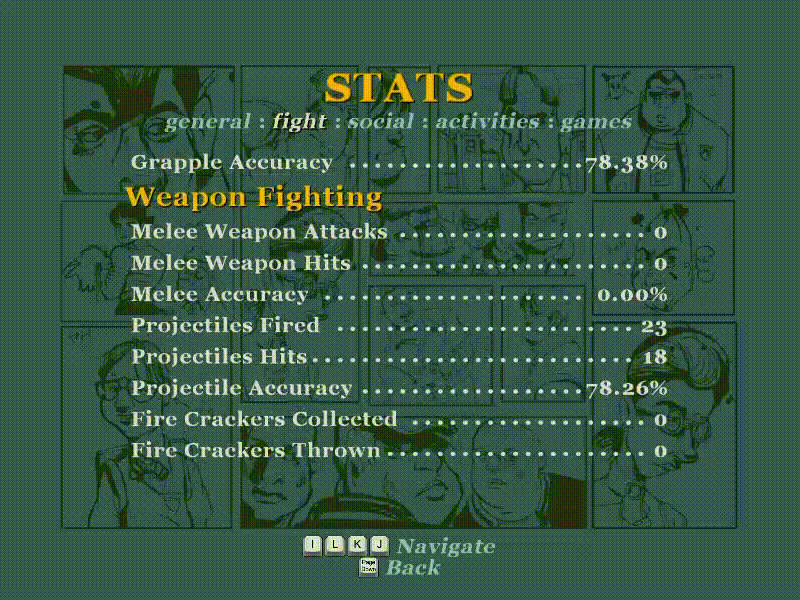 STATS
general : fight : social : activities : games
Grapple Accuracy ....................78.38%
Weapon Fighting
Melee Weapon Attacks ........................ 0
Melee Weapon Hits ........................... 0
Melee Accuracy ......................... 0.00%
Projectiles Fired ............................ 23
Projectiles Hits............................... 18
Projectile Accuracy .....................78.26%
Fire Crackers Collected ...................... 0
Fire Crackers Thrown......................... 0
I L K J Navigate
Page Down Back